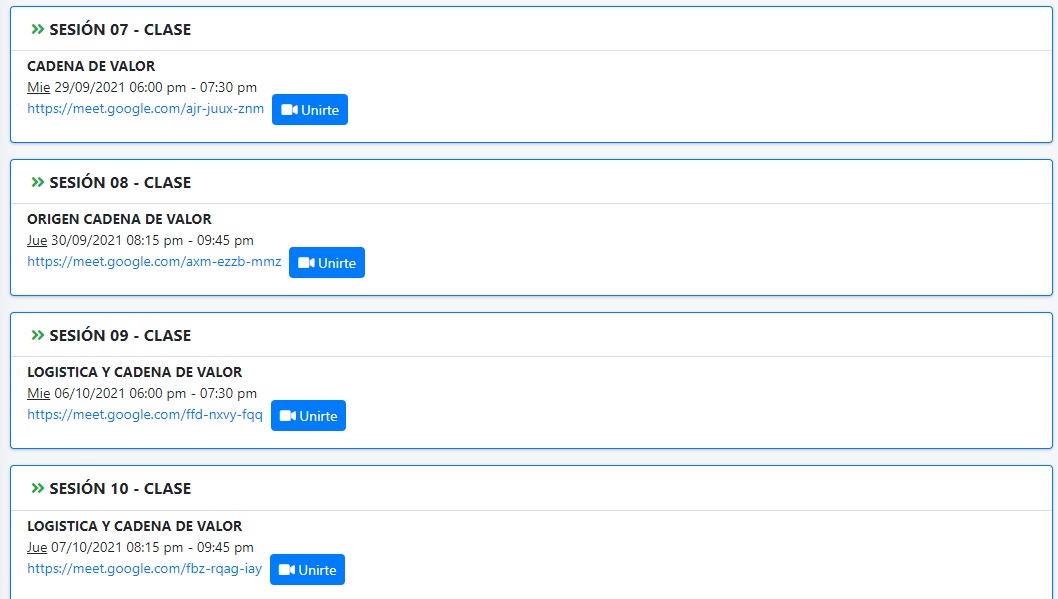 SESIÓN 07 - CLASE
CADENA DE VALOR
Mie 29/09/2021 06:00 pm - 07:30 pm
https://meet.google.com/ajr-juux-znm Unirte
SESIÓN 08 - CLASE
ORIGEN CADENA DE VALOR
Jue 30/09/2021 08:15 pm - 09:45 pm
https://meet.google.com/axm-ezzb-mmz Unirte
SESIÓN 09 - CLASE
LOGISTICA Y CADENA DE VALOR
Mie 06/10/2021 06:00 pm - 07:30 pm
https://meet.google.com/ffd-nxvy-fqq Unirte
SESIÓN 10 - CLASE
LOGISTICA Y CADENA DE VALOR
Jue 07/10/2021 08:15 pm - 09:45 pm
https://meet.google.com/fbz-rqag-iay Unirte